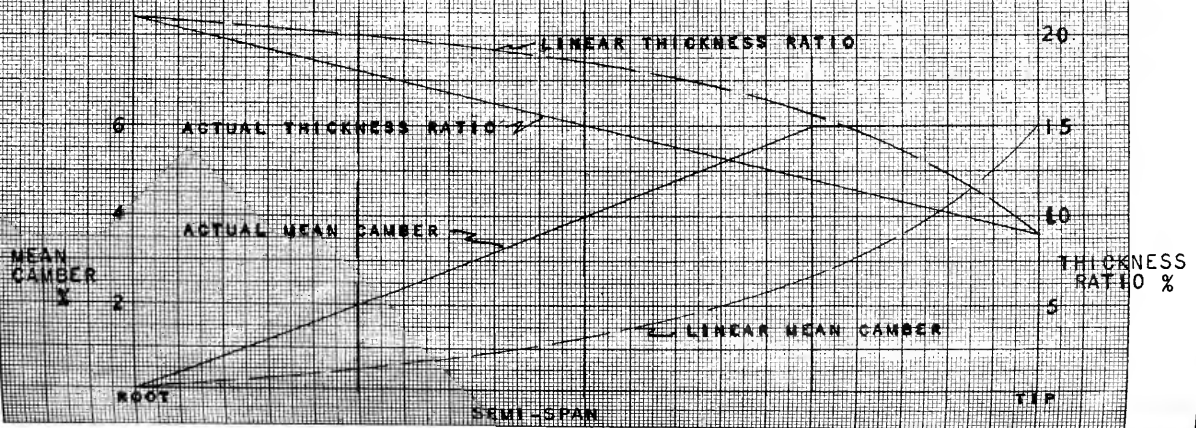 20
LINEAR THICKNESS RATIO
6
ACTUAL THICKNESS RATIO
15
4
ACTUAL MEAN CAMBER
10
MEAN
CAMBER
%
THICKNESS
RATIO %
2
5
LINEAR MEAN CAMBER
ROOT
TIP
SEMI-SPAN